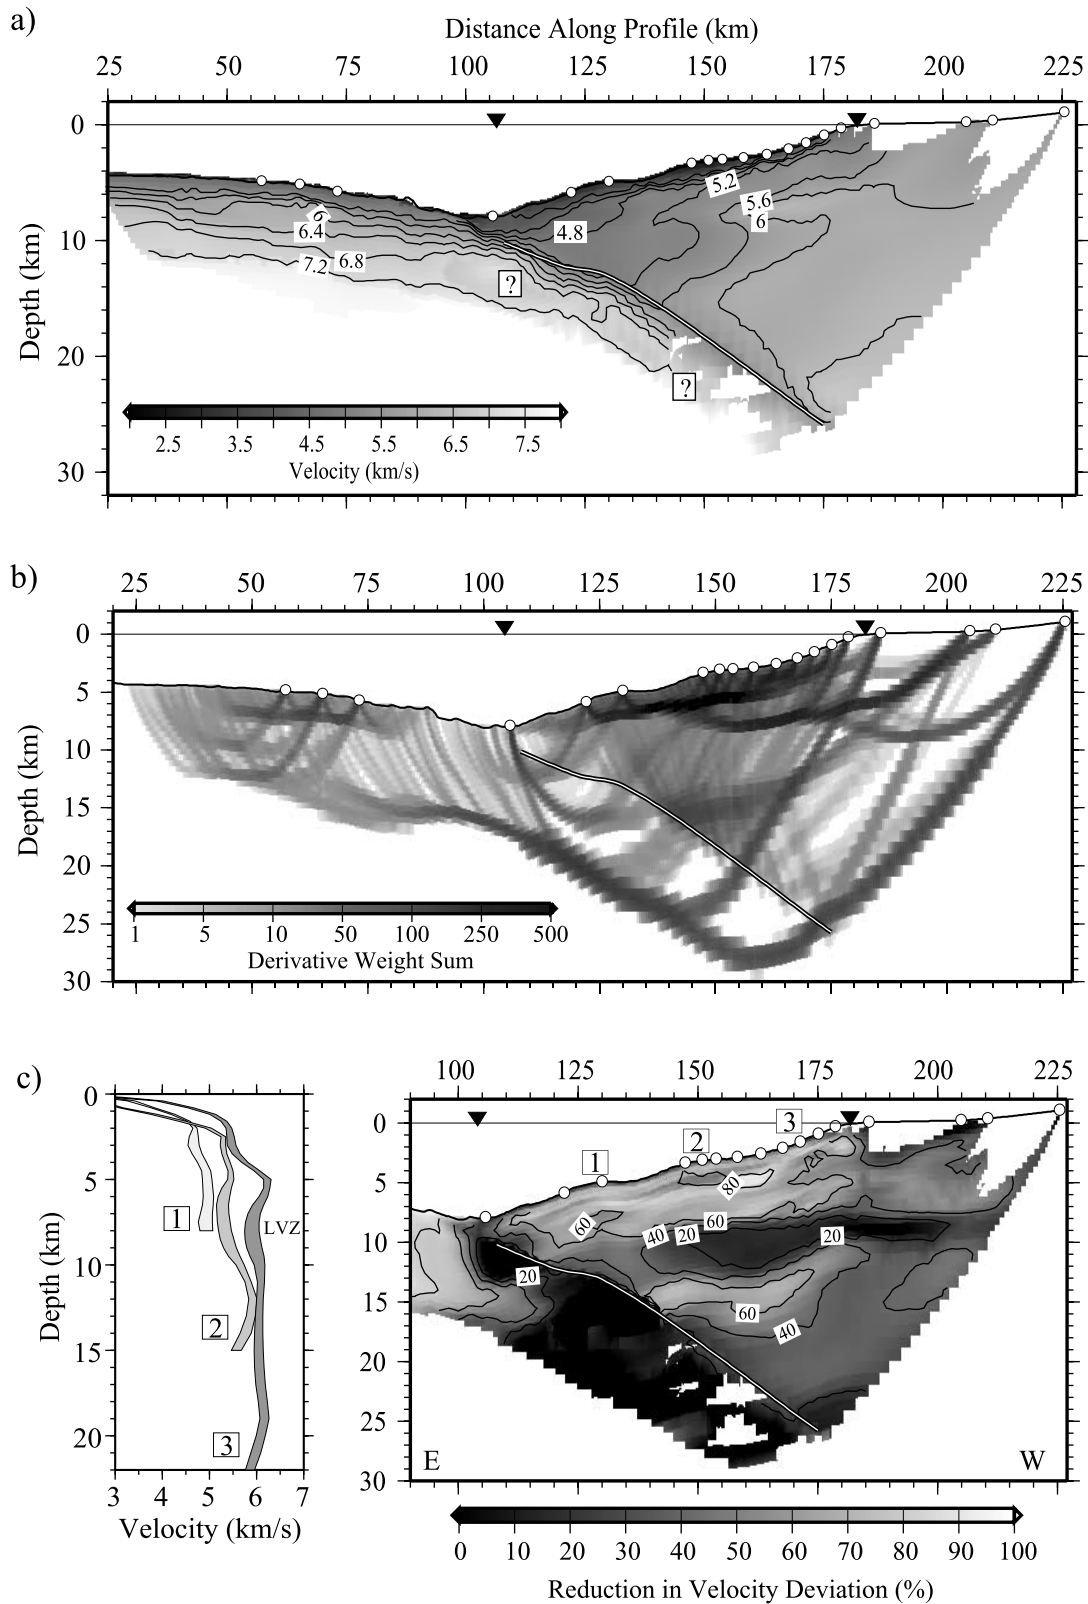 a)
Distance Along Profile (km)
25 50 75 100 125 150 175 200 225
0
10
20
30
Depth (km)
5.2
5.6
6
4.8
6
6.4
6.8
7.2
?
?
2.5 3.5 4.5 5.5 6.5 7.5
Velocity (km/s)
b)
25 50 75 100 125 150 175 200 225
0
5
10
15
20
25
30
Depth (km)
1 5 10 50 100 250 500
Derivative Weight Sum
c)
0
5
10
15
20
Depth (km)
1
LVZ
2
3
3 4 5 6 7
Velocity (km/s)
100 125 150 175 200 225
0
5
10
15
20
25
30
1
2
3
80
60
60
40
20
20
20
60
40
E
W
0 10 20 30 40 50 60 70 80 90 100
Reduction in Velocity Deviation (%)